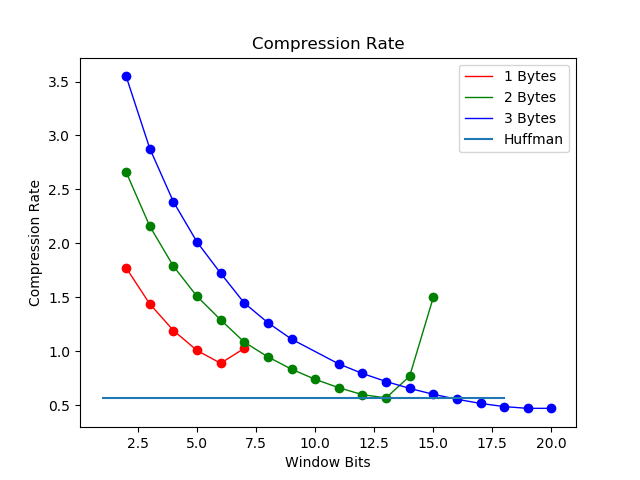 Compression Rate
1 Bytes
2 Bytes
3 Bytes
Huffman
Compression Rate
3.5
3.0
2.5
2.0
1.5
1.0
0.5
2.5 5.0 7.5 10.0 12.5 15.0 17.5 20.0
Window Bits